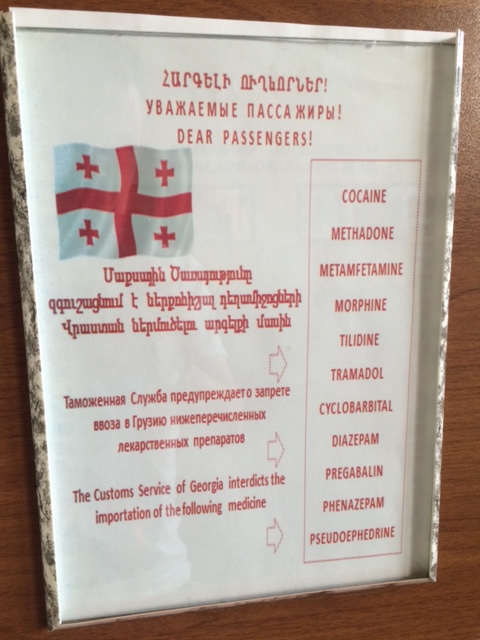 ՀԱՐԳԵԼԻ ՈՒՂԵՎՈՐՆԵՐ!
УВАЖАЕМЫЕ ПАССАЖИРЫ!
DEAR PASSENGERS!
Մաքսային Ծառայությունը
զգուշացնում է ներքոհիշյալ դեղամիջոցների
Վրաստան ներմուծելու արգելքի մասին
Таможенная Служба предупреждает о запрете
ввоза в Грузию нижеперечисленных
лекарственных препаратов
The Customs Service of Georgia interdicts the
importation of the following medicine
COCAINE
METHADONE
METAMFETAMINE
MORPHINE
TILIDINE
TRAMADOL
CYCLOBARBITAL
DIAZEPAM
PREGABALIN
PHENAZEPAM
PSEUDOEPHEDRINE